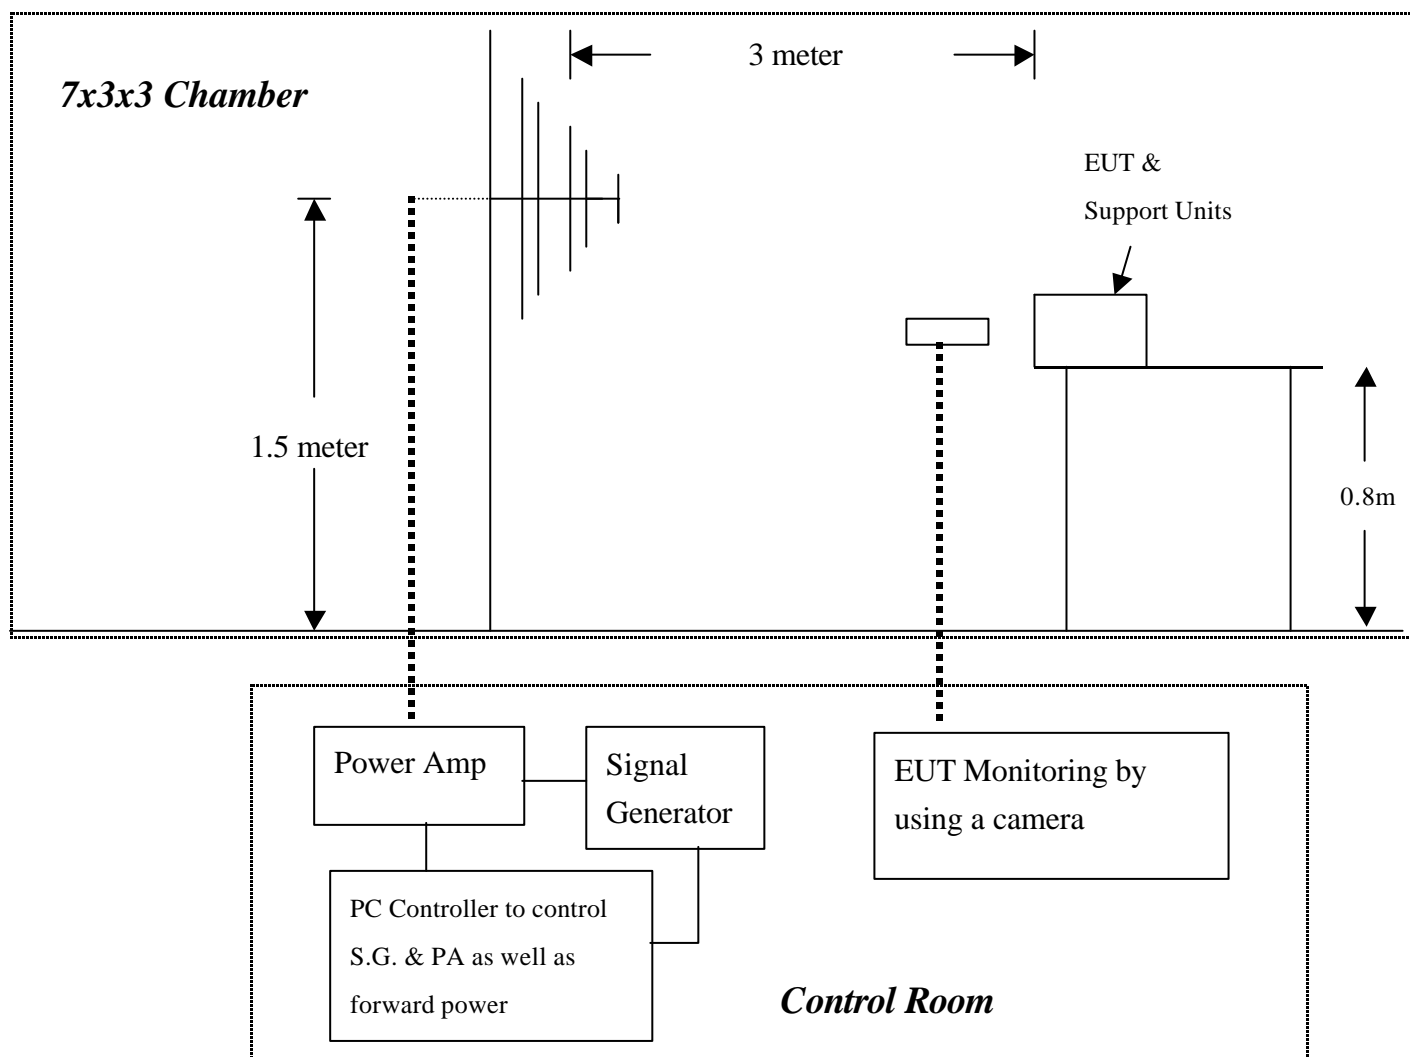 3 meter
7x3x3 Chamber
EUT &
Support Units
1.5 meter
0.8m
Power Amp
Signal
Generator
EUT Monitoring by
using a camera
PC Controller to control
S.G. & PA as well as
forward power
Control Room